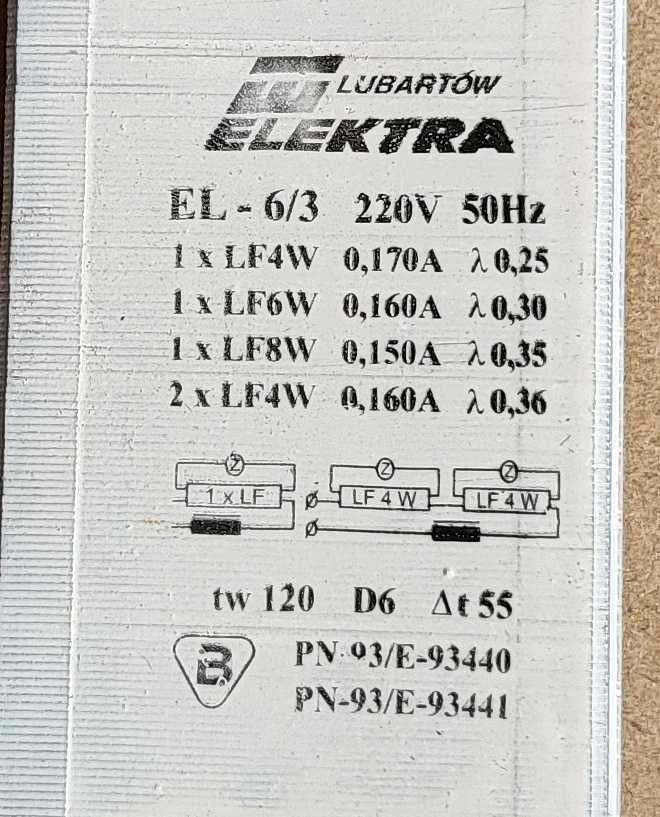 LUBARTÓW
ELEKTRA
EL - 6/3 220V 50Hz
1 x LF4W 0,170A λ 0,25
1 x LF6W 0,160A λ 0,30
1 x LF8W 0,150A λ 0,35
2 x LF4W 0,160A λ 0,36
Z Z Z
1 x LF LF 4 W LF 4 W
tw 120 D6 Δt 55
B PN-93/E-93440
PN-93/E-93441